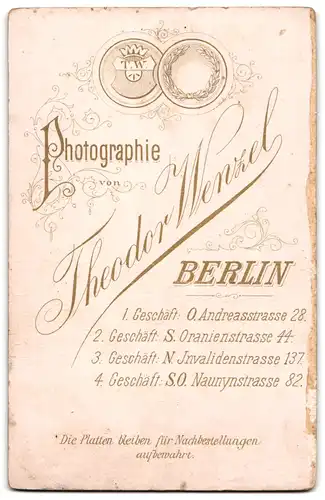 TW
Photographie
von
Theodor Wenzel
BERLIN
1. Geschäft: O. Andreasstrasse 28.
2. Geschäft: S. Oranienstrasse 44.
3. Geschäft: N. Jnvalidenstrasse 137.
4. Geschäft: S.O. Naunynstrasse 82.
Die Platten bleiben für Nachbestellungen
aufbewahrt.